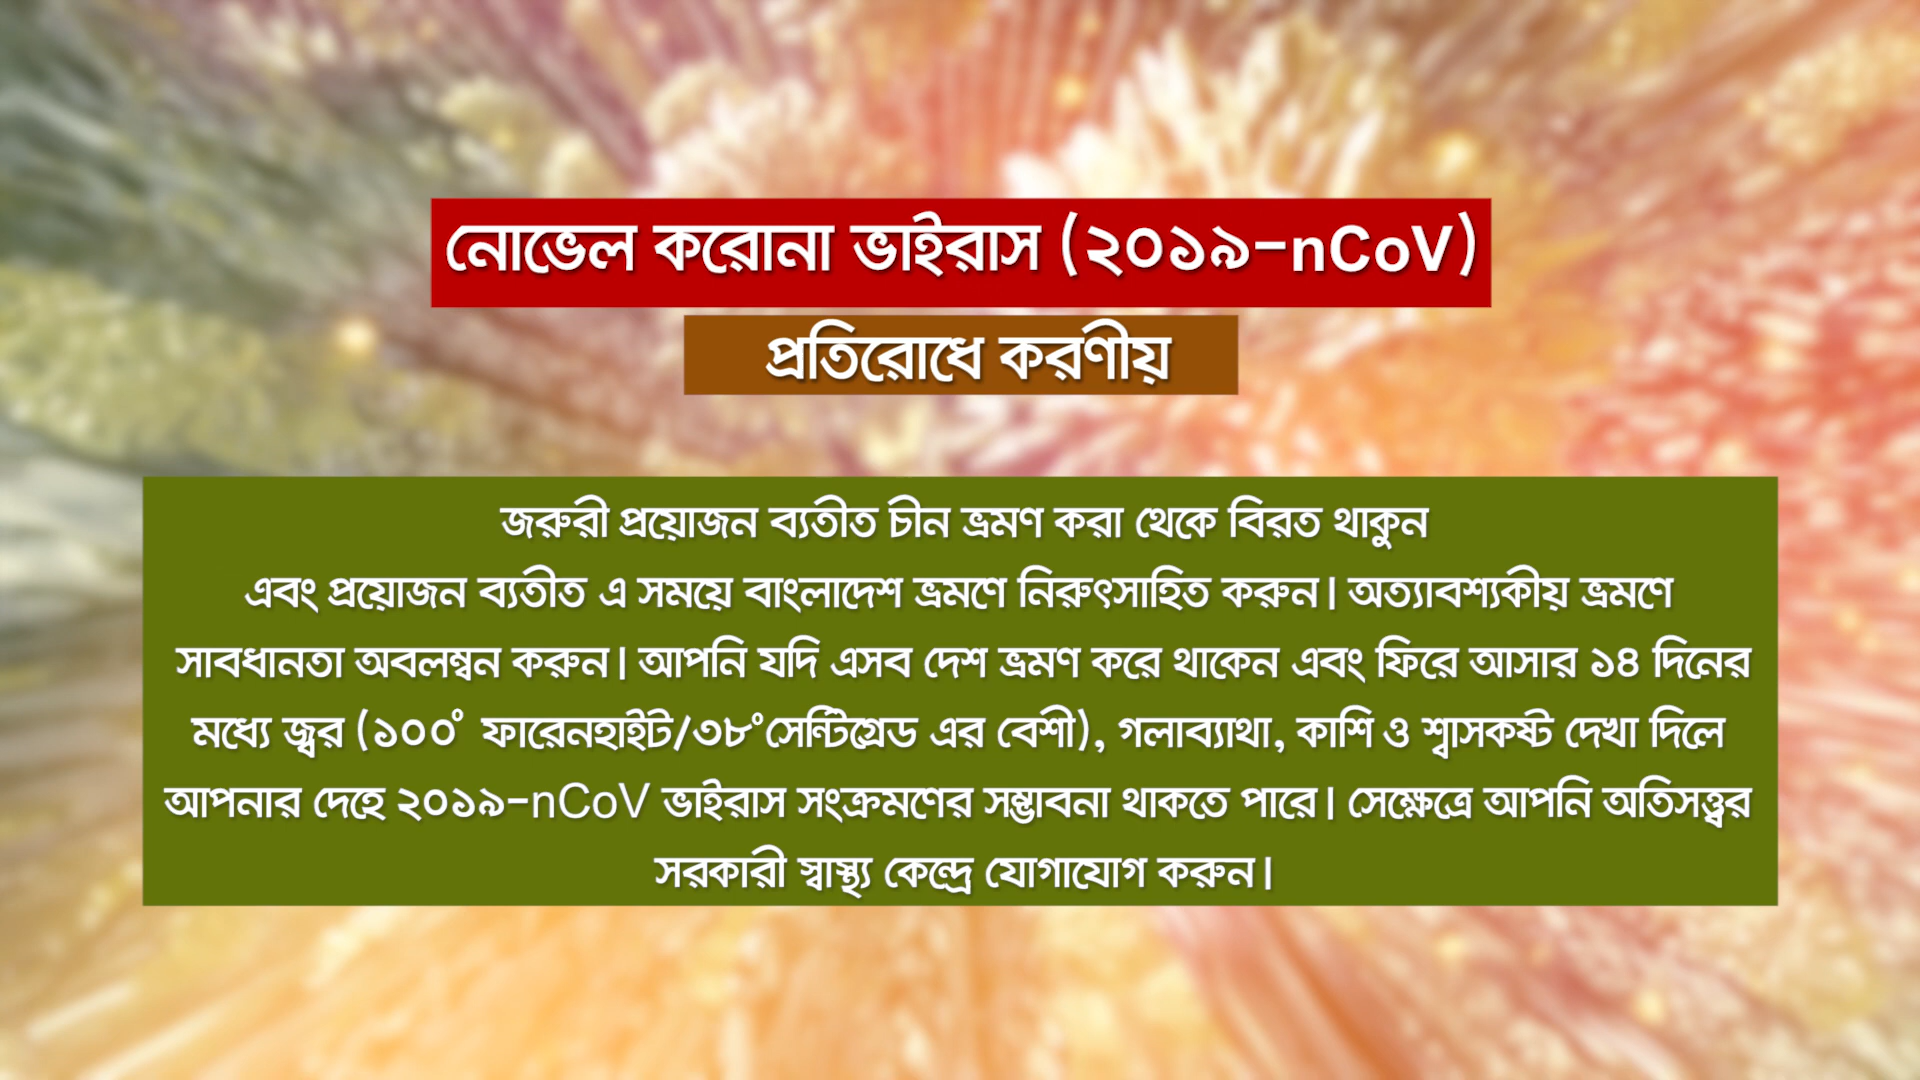 নোভেল করোনা ভাইরাস (২০১৯-nCoV)
প্রতিরোধে করণীয়
জরুরী প্রয়োজন ব্যতীত চীন ভ্রমণ করা থেকে বিরত থাকুন
এবং প্রয়োজন ব্যতীত এ সময়ে বাংলাদেশ ভ্রমণে নিরুৎসাহিত করুন। অত্যাবশ্যকীয় ভ্রমণে
সাবধানতা অবলম্বন করুন। আপনি যদি এসব দেশ ভ্রমণ করে থাকেন এবং ফিরে আসার ১৪ দিনের
মধ্যে জ্বর (১০০° ফারেনহাইট/৩৮°সেন্টিগ্রেড এর বেশী), গলাব্যাথা, কাশি ও শ্বাসকষ্ট দেখা দিলে
আপনার দেহে ২০১৯-nCoV ভাইরাস সংক্রমণের সম্ভাবনা থাকতে পারে। সেক্ষেত্রে আপনি অতিসত্ত্বর
সরকারী স্বাস্থ্য কেন্দ্রে যোগাযোগ করুন।